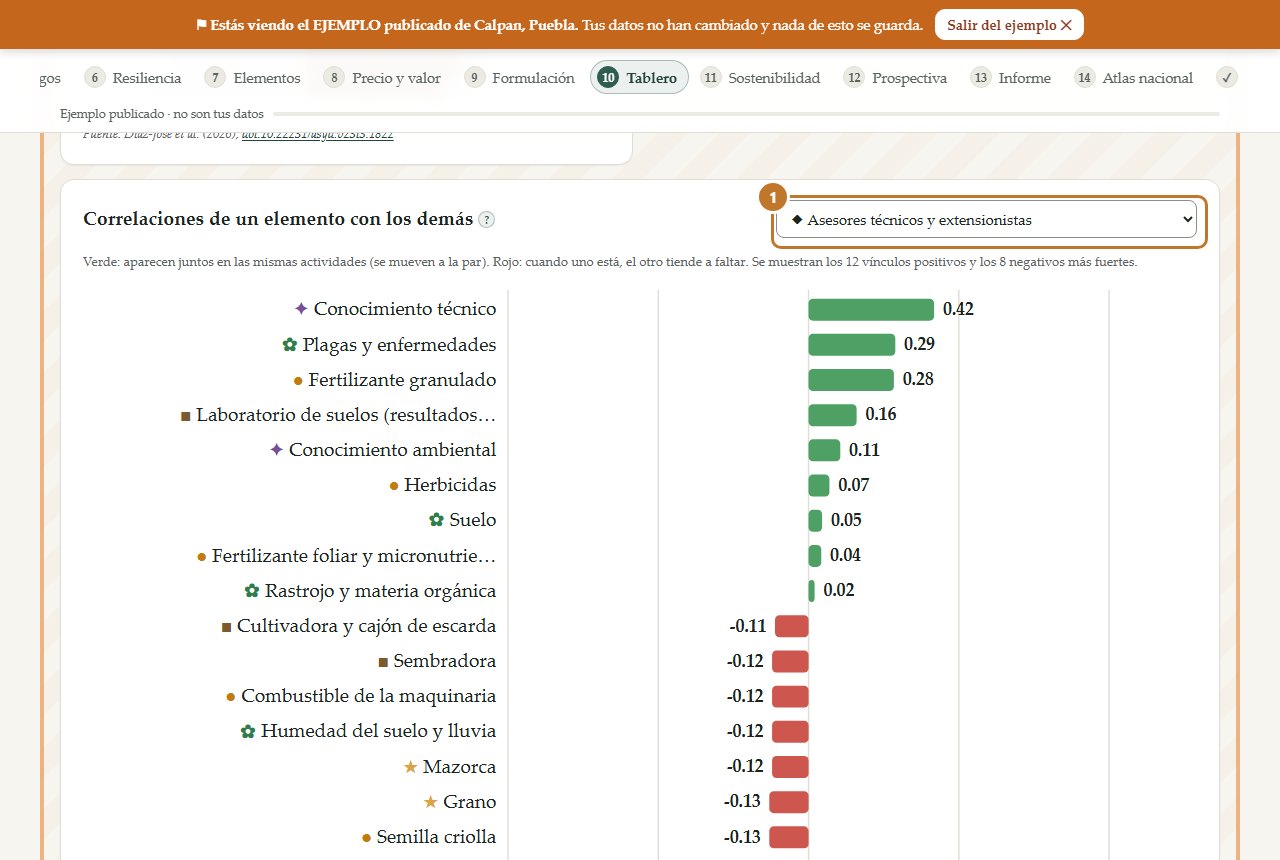 ⚑ Estás viendo el EJEMPLO publicado de Calpan, Puebla. Tus datos no han cambiado y nada de esto se guarda. Salir del ejemplo ✕
gos 6 Resiliencia 7 Elementos 8 Precio y valor 9 Formulación 10 Tablero 11 Sostenibilidad 12 Prospectiva 13 Informe 14 Atlas nacional ✓
Ejemplo publicado · no son tus datos
Correlaciones de un elemento con los demás ?
1
◆ Asesores técnicos y extensionistas
Verde: aparecen juntos en las mismas actividades (se mueven a la par). Rojo: cuando uno está, el otro tiende a faltar. Se muestran los 12 vínculos positivos y los 8 negativos más fuertes.
✦ Conocimiento técnico 0.42
✿ Plagas y enfermedades 0.29
● Fertilizante granulado 0.28
■ Laboratorio de suelos (resultados… 0.16
✦ Conocimiento ambiental 0.11
● Herbicidas 0.07
✿ Suelo 0.05
● Fertilizante foliar y micronutrie… 0.04
✿ Rastrojo y materia orgánica 0.02
■ Cultivadora y cajón de escarda -0.11
■ Sembradora -0.12
● Combustible de la maquinaria -0.12
✿ Humedad del suelo y lluvia -0.12
★ Mazorca -0.12
★ Grano -0.13
● Semilla criolla -0.13